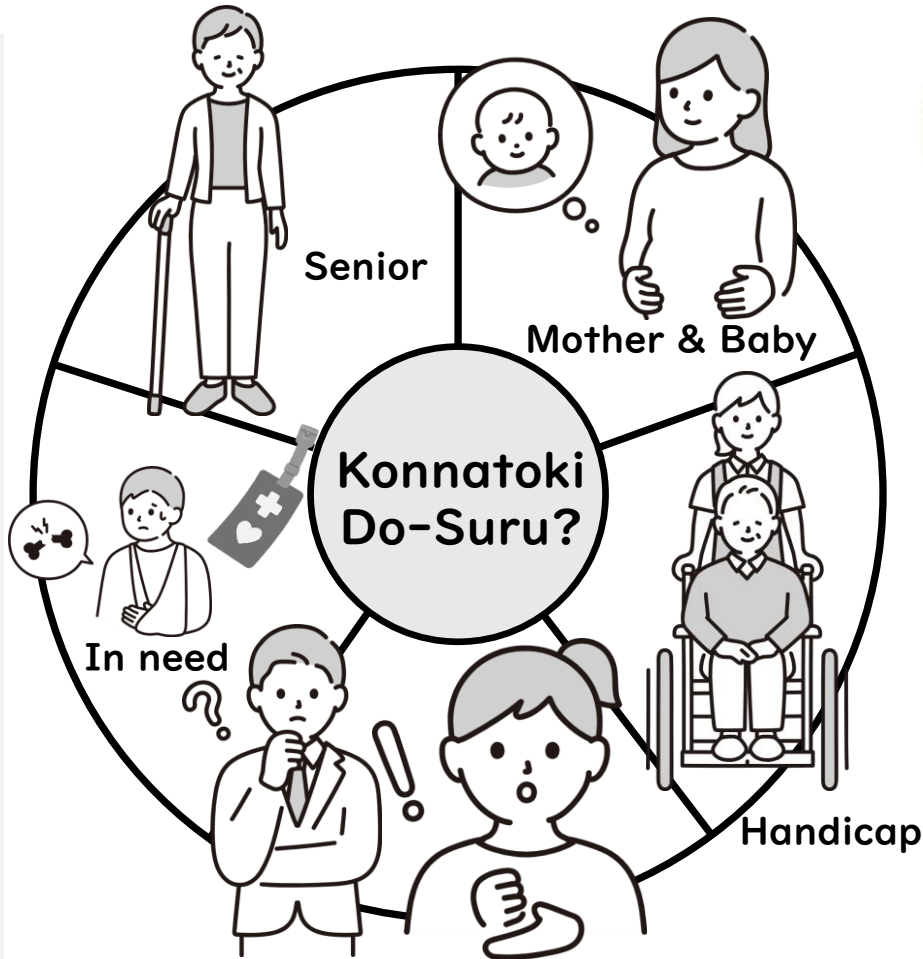 Senior
Mother & Baby
Konnatoki
Do-Suru?
In need
Handicap